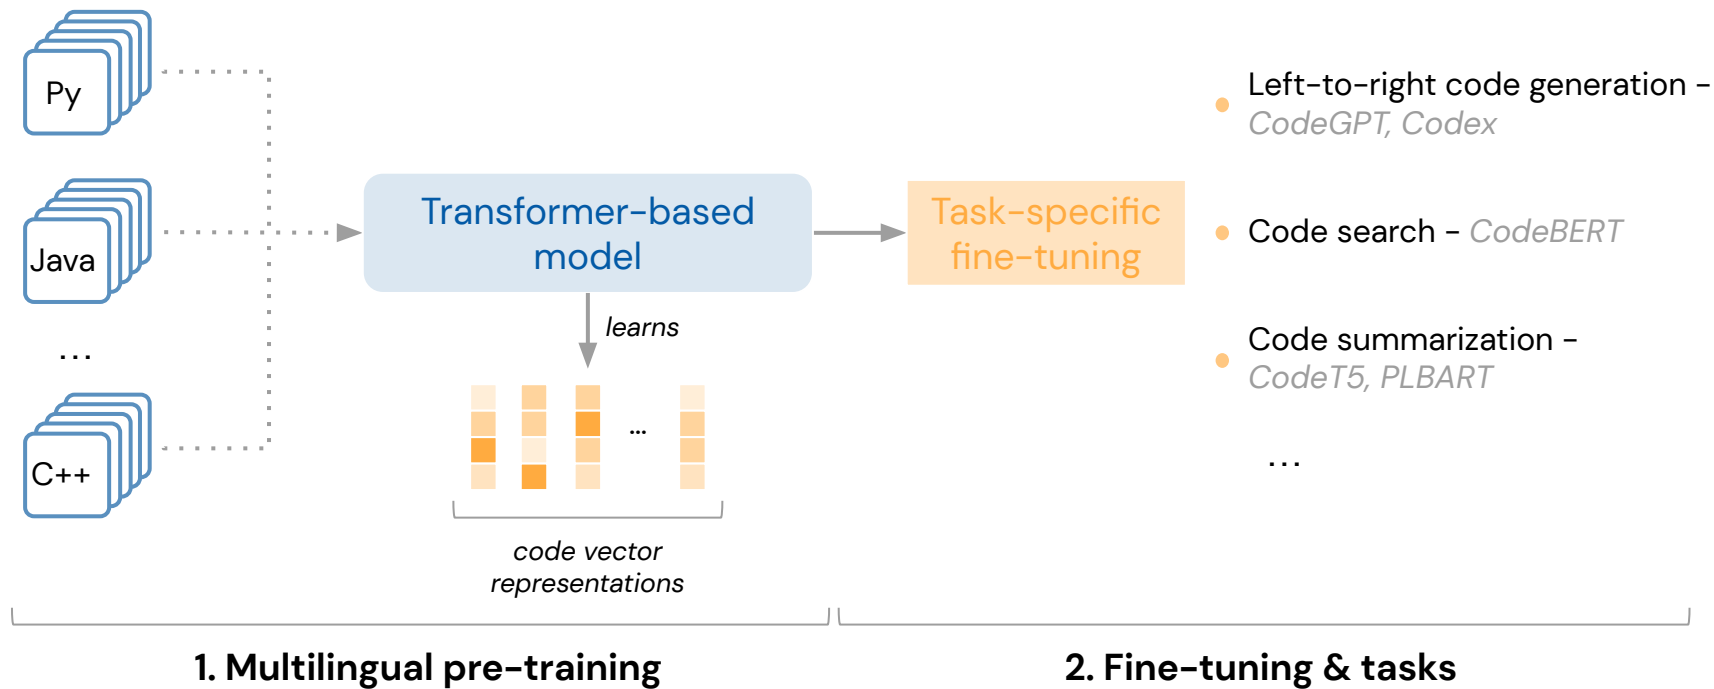 Py
Java
...
C++
Transformer-based
model
learns
...
code vector
representations
1. Multilingual pre-training
Task-specific
fine-tuning
Left-to-right code generation -
CodeGPT, Codex
Code search - CodeBERT
Code summarization -
CodeT5, PLBART
...
2. Fine-tuning & tasks